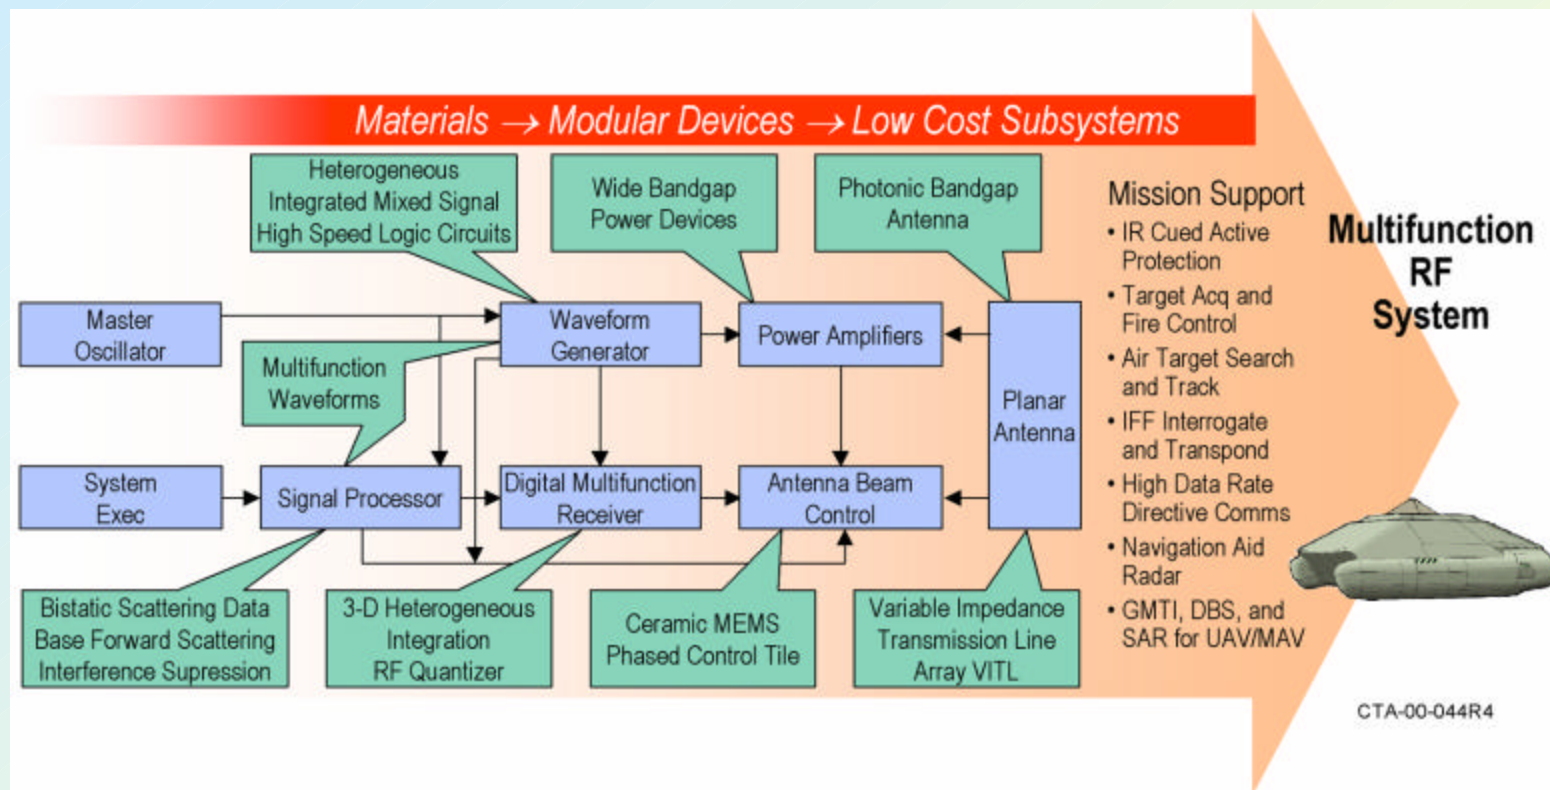 Materials → Modular Devices → Low Cost Subsystems
Heterogeneous
Integrated Mixed Signal
High Speed Logic Circuits
Wide Bandgap
Power Devices
Photonic Bandgap
Antenna
Master
Oscillator
Multifunction
Waveforms
Waveform
Generator
Power Amplifiers
Planar
Antenna
System
Exec
Signal Processor
Digital Multifunction
Receiver
Antenna Beam
Control
Bistatic Scattering Data
Base Forward Scattering
Interference Supression
3-D Heterogeneous
Integration
RF Quantizer
Ceramic MEMS
Phased Control Tile
Variable Impedance
Transmission Line
Array VITL
Mission Support
• IR Cued Active
Protection
• Target Acq and
Fire Control
• Air Target Search
and Track
• IFF Interrogate
and Transpond
• High Data Rate
Directive Comms
• Navigation Aid
Radar
• GMTI, DBS, and
SAR for UAV/MAV
Multifunction
RF
System
CTA-00-044R4